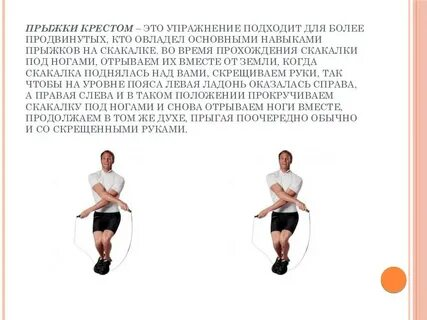 ПРЫЖКИ КРЕСТОМ – ЭТО УПРАЖНЕНИЕ ПОДХОДИТ ДЛЯ БОЛЕЕ
ПРОДВИНУТЫХ, КТО ОВЛАДЕЛ ОСНОВНЫМИ НАВЫКАМИ
ПРЫЖКОВ НА СКАКАЛКЕ. ВО ВРЕМЯ ПРОХОЖДЕНИЯ СКАКАЛКИ
ПОД НОГАМИ, ОТРЫВАЕМ ИХ ВМЕСТЕ ОТ ЗЕМЛИ, КОГДА
СКАКАЛКА ПОДНЯЛАСЬ НАД ВАМИ, СКРЕЩИВАЕМ РУКИ, ТАК
ЧТОБЫ НА УРОВНЕ ПОЯСА ЛЕВАЯ ЛАДОНЬ ОКАЗАЛАСЬ СПРАВА,
А ПРАВАЯ СЛЕВА И В ТАКОМ ПОЛОЖЕНИИ ПРОКРУЧИВАЕМ
СКАКАЛКУ ПОД НОГАМИ И СНОВА ОТРЫВАЕМ НОГИ ВМЕСТЕ,
ПРОДОЛЖАЕМ В ТОМ ЖЕ ДУХЕ, ПРЫГАЯ ПООЧЕРЕДНО ОБЫЧНО
И СО СКРЕЩЕННЫМИ РУКАМИ.